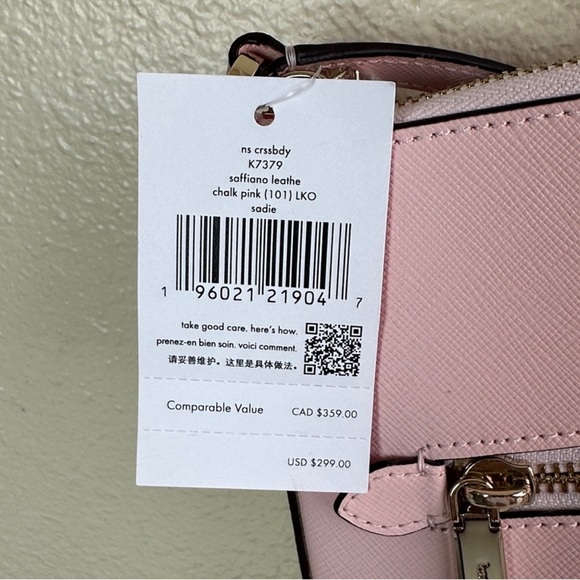 ns crssbdy
K7379
saffiano leathe
chalk pink (101) LKO
sadie
1 96021 21904 7
take good care. here's how.
prenez-en bien soin. voici comment.
请妥善维护。这里是具体做法。
Comparable Value CAD $359.00
USD $299.00